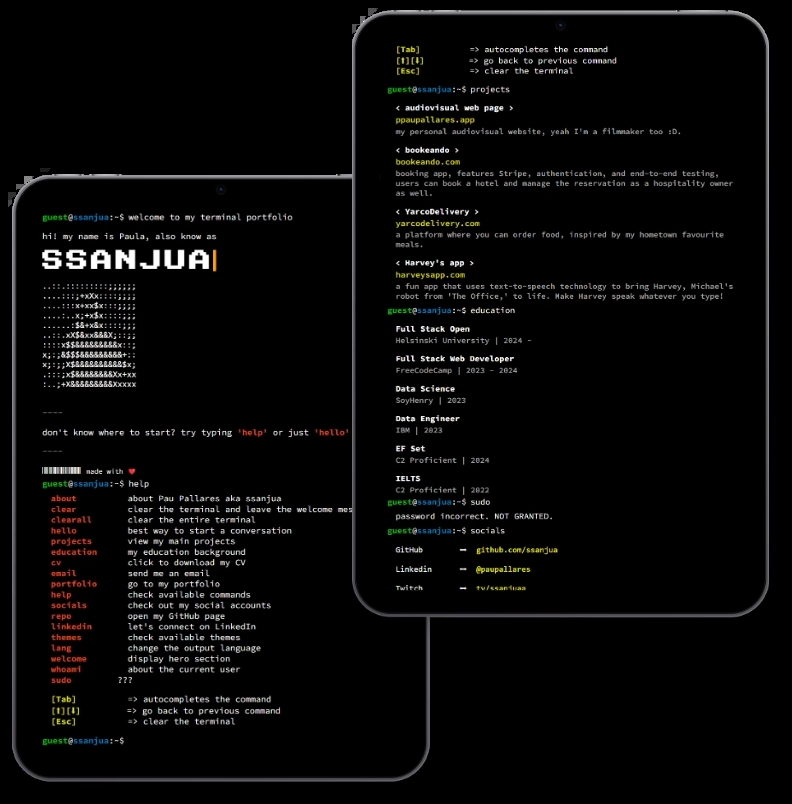 guest@ssanjua:~$ welcome to my terminal portfolio
hi! my name is Paula, also know as
SSANJUA
----
don't know where to start? try typing 'help' or just 'hello'
----
made with ❤
guest@ssanjua:~$ help
about about Pau Pallares aka ssanjua
clear clear the terminal and leave the welcome mes
clearall clear the entire terminal
hello best way to start a conversation
projects view my main projects
education my education background
cv click to download my CV
email send me an email
portfolio go to my portfolio
help check available commands
socials check out my social accounts
repo open my GitHub page
linkedin let's connect on LinkedIn
themes check available themes
lang change the output language
welcome display hero section
whoami about the current user
sudo ???
[Tab] => autocompletes the command
[⬆][⬇] => go back to previous command
[Esc] => clear the terminal
guest@ssanjua:~$
[Tab] => autocompletes the command
[⬆][⬇] => go back to previous command
[Esc] => clear the terminal
guest@ssanjua:~$ projects
< audiovisual web page >
ppaupallares.app
my personal audiovisual website, yeah I'm a filmmaker too :D.
< bookeando >
bookeando.com
booking app, features Stripe, authentication, and end-to-end testing,
users can book a hotel and manage the reservation as a hospitality owner
as well.
< YarcoDelivery >
yarcodelivery.com
a platform where you can order food, inspired by my hometown favourite
meals.
< Harvey's app >
harveysapp.com
a fun app that uses text-to-speech technology to bring Harvey, Michael's
robot from 'The Office,' to life. Make Harvey speak whatever you type!
guest@ssanjua:~$ education
Full Stack Open
Helsinski University | 2024 -
Full Stack Web Developer
FreeCodeCamp | 2023 - 2024
Data Science
SoyHenry | 2023
Data Engineer
IBM | 2023
EF Set
C2 Proficient | 2024
IELTS
C2 Proficient | 2022
guest@ssanjua:~$ sudo
password incorrect. NOT GRANTED.
guest@ssanjua:~$ socials
GitHub ➡ github.com/ssanjua
Linkedin ➡ @paupallares
Twitch ➡ tv/ssanjuaa